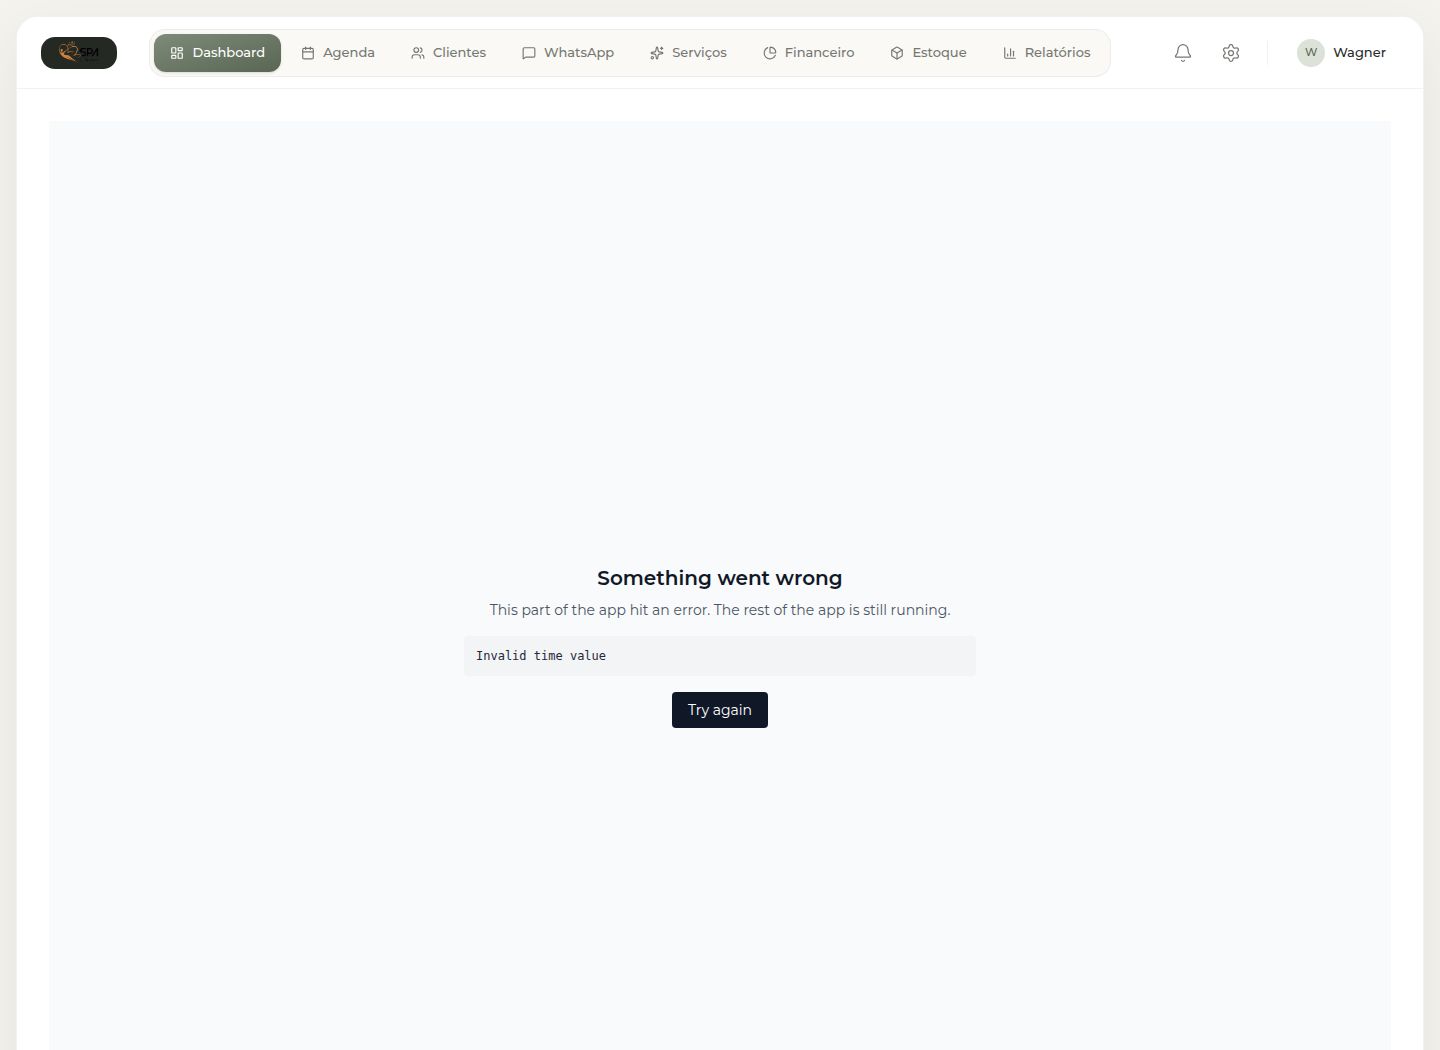 SPA
Dashboard
Agenda
Clientes
WhatsApp
Serviços
Financeiro
Estoque
Relatórios
W
Wagner
Something went wrong
This part of the app hit an error. The rest of the app is still running.
Invalid time value
Try again